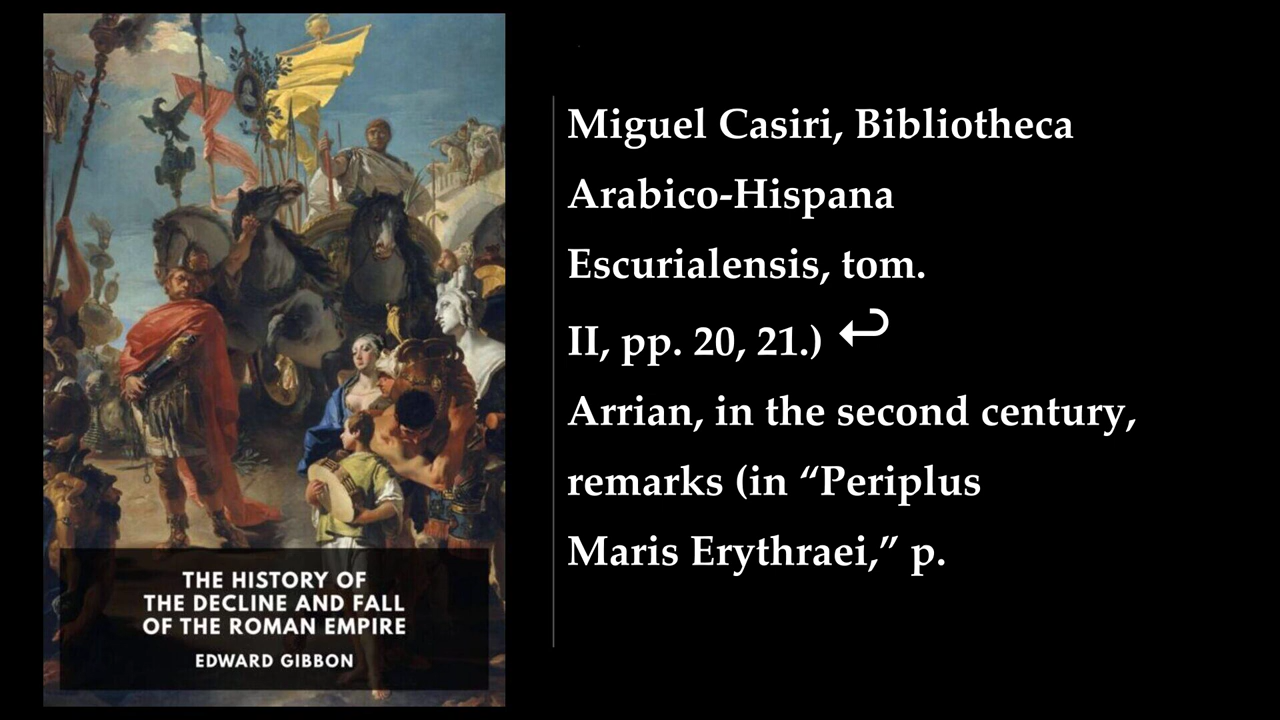 THE HISTORY OF
THE DECLINE AND FALL
OF THE ROMAN EMPIRE
EDWARD GIBBON
Miguel Casiri, Bibliotheca
Arabico-Hispana
Escurialensis, tom.
II, pp. 20, 21.) ↩
Arrian, in the second century,
remarks (in “Periplus
Maris Erythraei,” p.